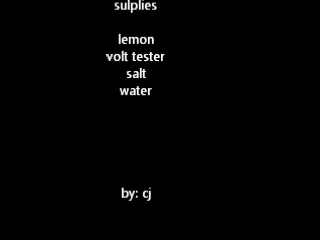 sulplies
lemon
volt tester
salt
water
by: cj